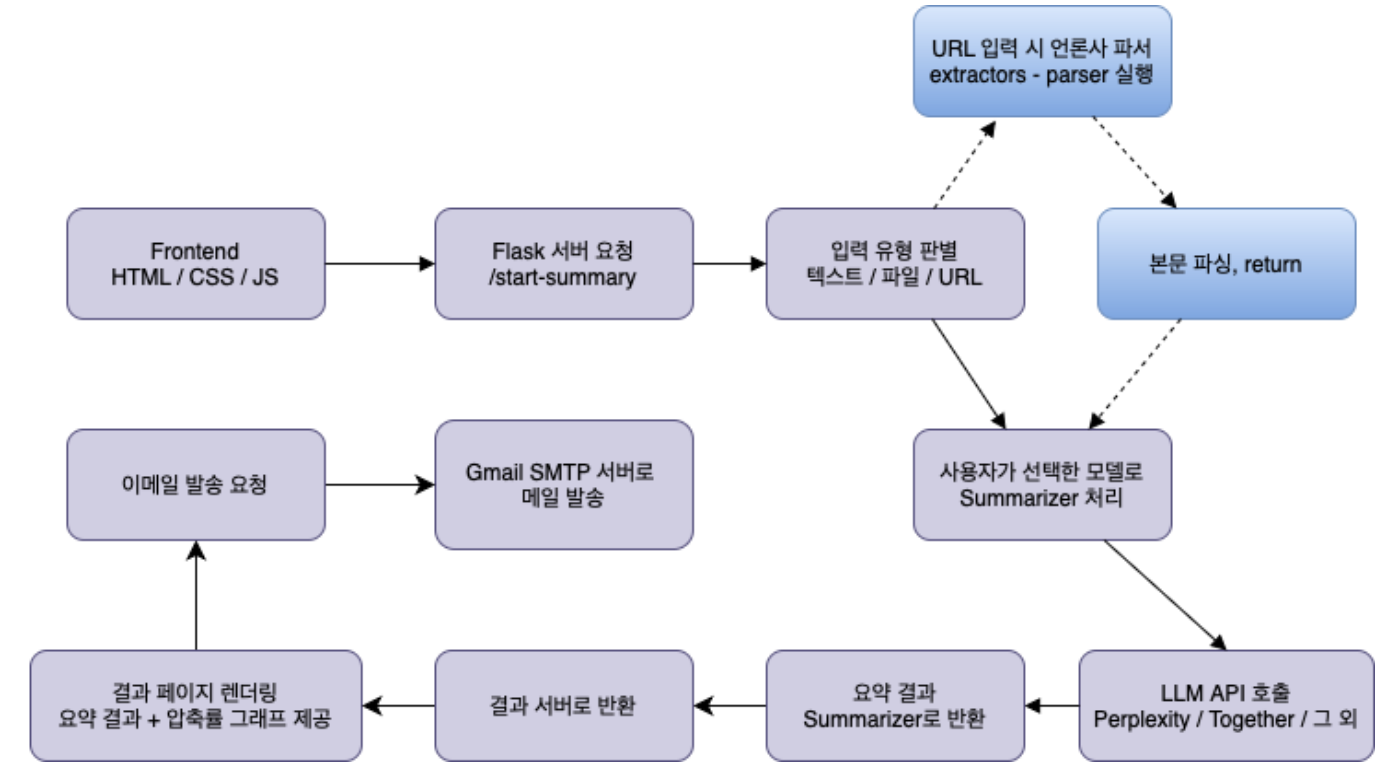 URL 입력 시 언론사 파서
extractors - parser 실행
Frontend
HTML / CSS / JS
Flask 서버 요청
/start-summary
입력 유형 판별
텍스트 / 파일 / URL
본문 파싱, return
이메일 발송 요청
Gmail SMTP 서버로
메일 발송
사용자가 선택한 모델로
Summarizer 처리
결과 페이지 렌더링
요약 결과 + 압축률 그래프 제공
결과 서버로 반환
요약 결과
Summarizer로 반환
LLM API 호출
Perplexity / Together / 그 외